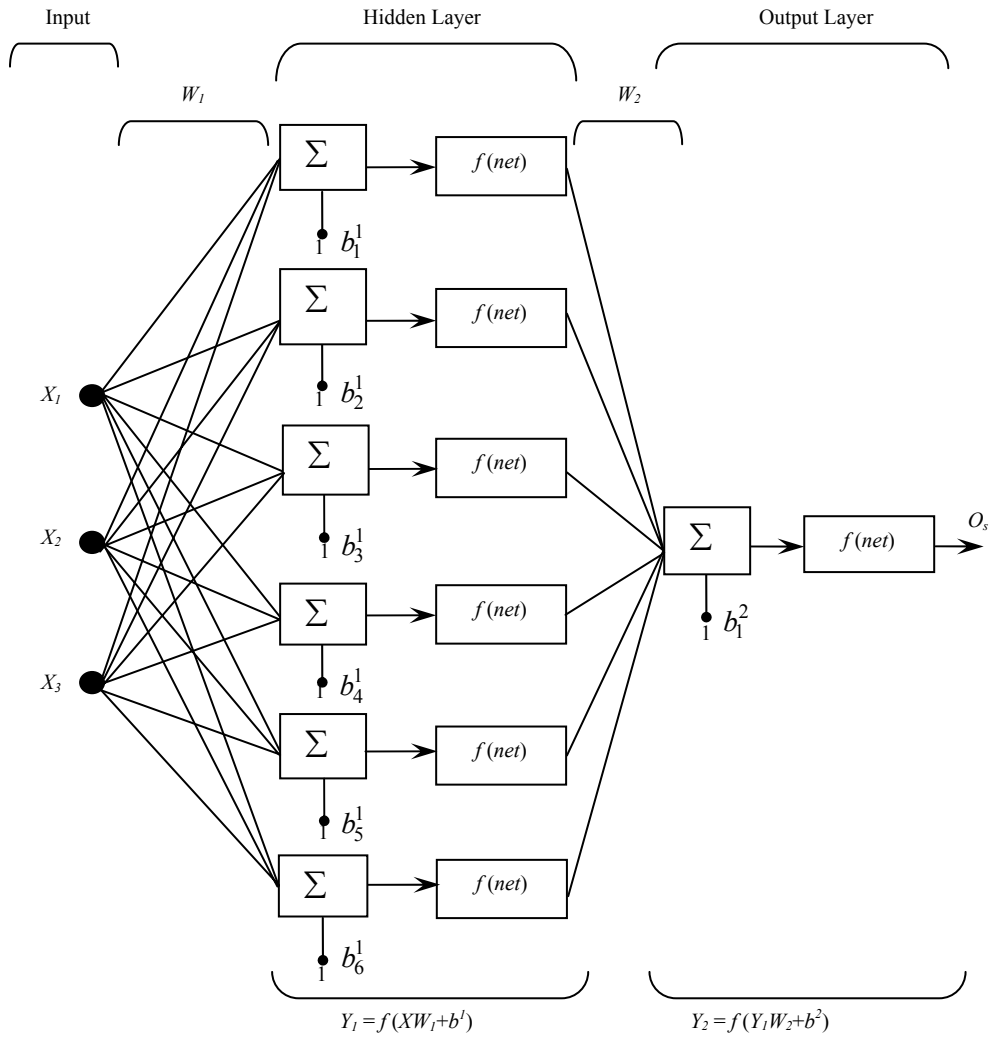 Input Hidden Layer Output Layer
W₁ W₂
Σ f(net)
1 b₁¹
Σ f(net)
1 b₂¹
X₁
Σ f(net)
1 b₃¹
X₂
Σ f(net) Oₛ
1 b₁²
Σ f(net)
1 b₄¹
X₃
Σ f(net)
1 b₅¹
Σ f(net)
1 b₆¹
Y₁ = f(XW₁+b¹) Y₂ = f(Y₁W₂+b²)